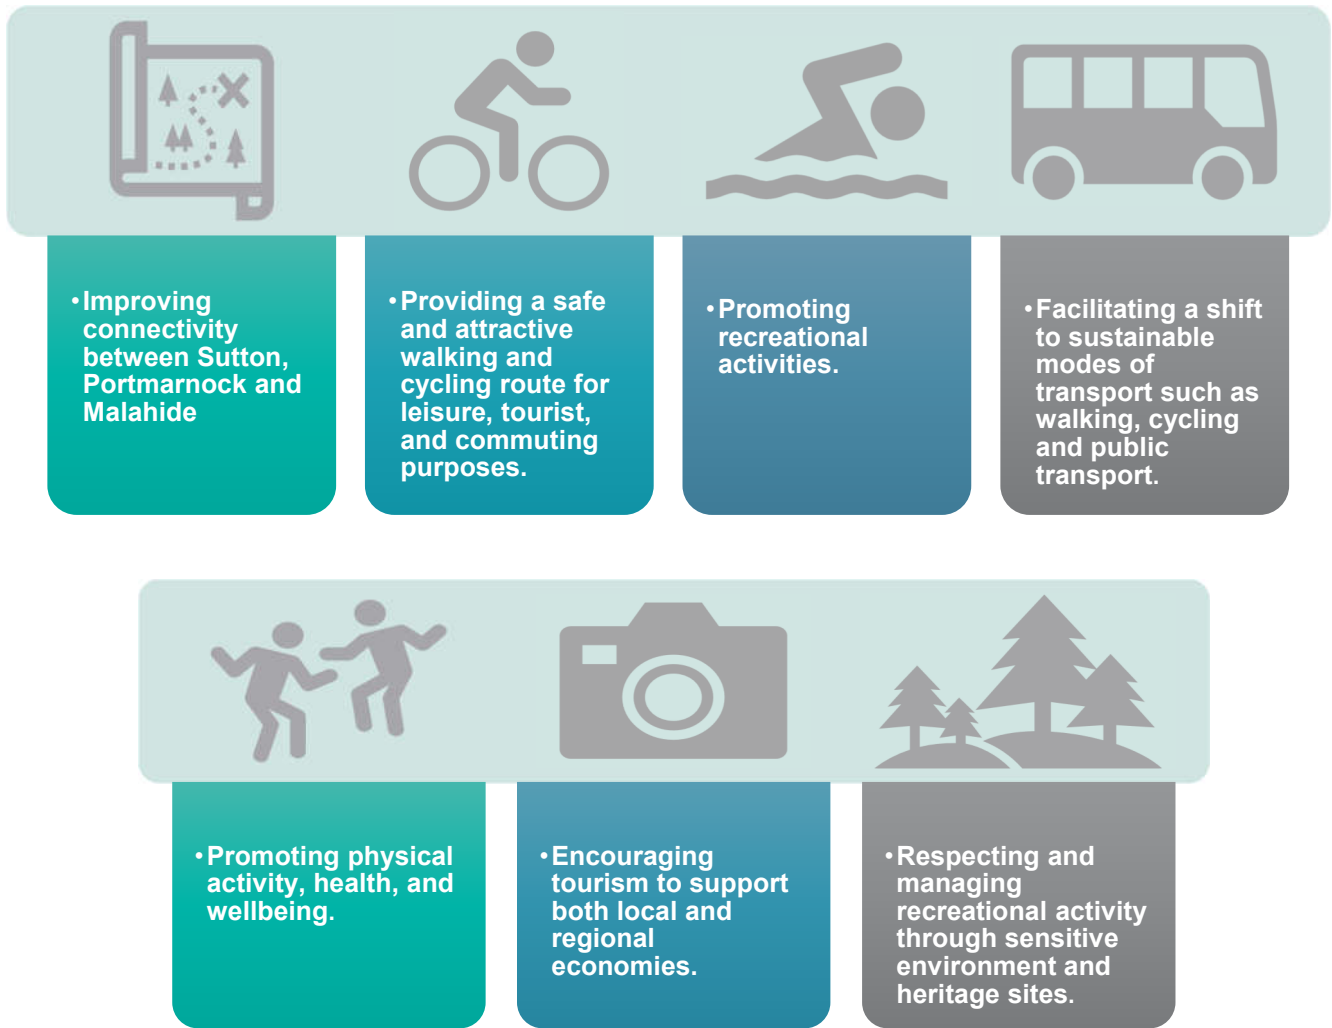 •Improving
connectivity
between Sutton,
Portmarnock and
Malahide
•Providing a safe
and attractive
walking and
cycling route for
leisure, tourist,
and commuting
purposes.
•Promoting
recreational
activities.
•Facilitating a shift
to sustainable
modes of
transport such as
walking, cycling
and public
transport.
•Promoting physical
activity, health, and
wellbeing.
•Encouraging
tourism to support
both local and
regional
economies.
•Respecting and
managing
recreational activity
through sensitive
environment and
heritage sites.